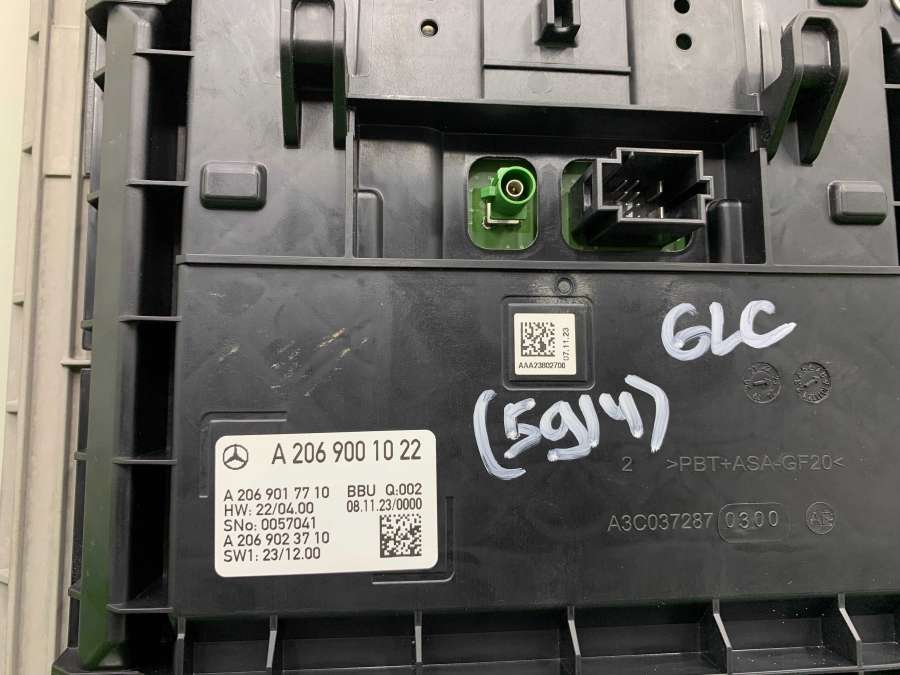 07.11.23
AAA23802700
GLC
(5914)
A 206 900 10 22
A 206 901 77 10 BBU Q:002
HW: 22/04.00 08.11.23/0000
SNo: 0057041
A 206 902 37 10
SW1: 23/12.00
2 >PBT+ASA-GF20<
A3C037287 0300